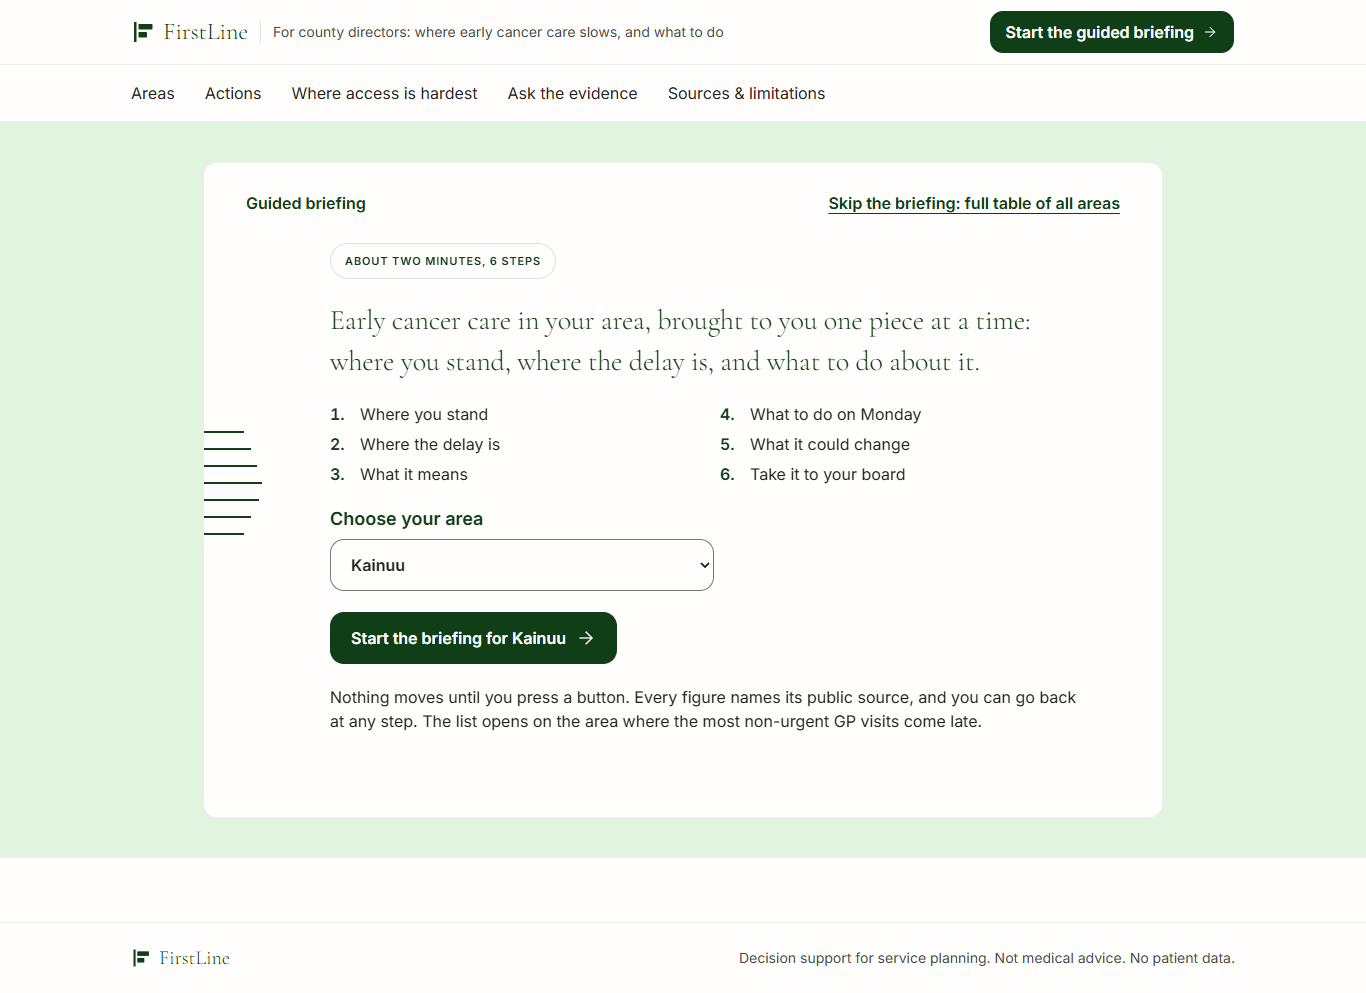 FirstLine
For county directors: where early cancer care slows, and what to do
Start the guided briefing →
Areas
Actions
Where access is hardest
Ask the evidence
Sources & limitations
Guided briefing
Skip the briefing: full table of all areas
ABOUT TWO MINUTES, 6 STEPS
Early cancer care in your area, brought to you one piece at a time:
where you stand, where the delay is, and what to do about it.
1. Where you stand
2. Where the delay is
3. What it means
4. What to do on Monday
5. What it could change
6. Take it to your board
Choose your area
Kainuu
Start the briefing for Kainuu →
Nothing moves until you press a button. Every figure names its public source, and you can go back
at any step. The list opens on the area where the most non-urgent GP visits come late.
FirstLine
Decision support for service planning. Not medical advice. No patient data.